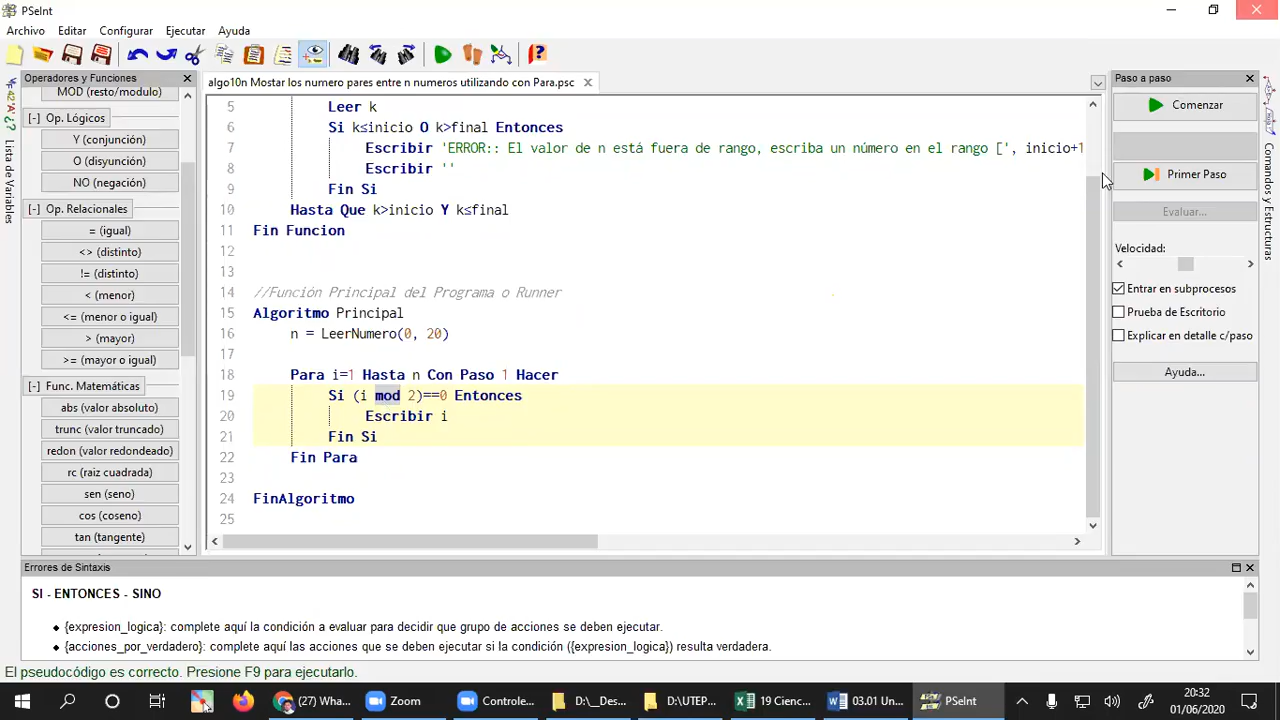 PSeInt
Archivo Editar Configurar Ejecutar Ayuda
Operadores y Funciones
algo10n Mostar los numero pares entre n numeros utilizando con Para.psc
Paso a paso
MOD (resto/modulo)
[-] Op. Lógicos
Y (conjunción)
O (disyunción)
NO (negación)
[-] Op. Relacionales
= (igual)
<> (distinto)
!= (distinto)
< (menor)
<= (menor o igual)
> (mayor)
>= (mayor o igual)
[-] Func. Matemáticas
abs (valor absoluto)
trunc (valor truncado)
redon (valor redondeado)
rc (raiz cuadrada)
sen (seno)
cos (coseno)
tan (tangente)
Lista de Variables
5 Leer k
6 Si k≤inicio O k>final Entonces
7 Escribir 'ERROR:: El valor de n está fuera de rango, escriba un número en el rango [', inicio+1
8 Escribir ''
9 Fin Si
10 Hasta Que k>inicio Y k≤final
11 Fin Funcion
12
13
14 //Función Principal del Programa o Runner
15 Algoritmo Principal
16 n = LeerNumero(0, 20)
17
18 Para i=1 Hasta n Con Paso 1 Hacer
19 Si (i mod 2)==0 Entonces
20 Escribir i
21 Fin Si
22 Fin Para
23
24 FinAlgoritmo
25
Comenzar
Primer Paso
Evaluar...
Velocidad:
Entrar en subprocesos
Prueba de Escritorio
Explicar en detalle c/paso
Ayuda...
Comandos y Estructuras
Errores de Sintaxis
SI - ENTONCES - SINO
{expresion_logica}: complete aquí la condición a evaluar para decidir que grupo de acciones se deben ejecutar.
{acciones_por_verdadero}: complete aquí las acciones que se deben ejecutar si la condición ({expresion_logica}) resulta verdadera.
El pseudocódigo es correcto. Presione F9 para ejecutarlo.
(27) Wha...
Zoom
Controle...
D:\__Des...
D:\UTEP...
19 Cienc...
03.01 Un...
PSeInt
20:32
01/06/2020